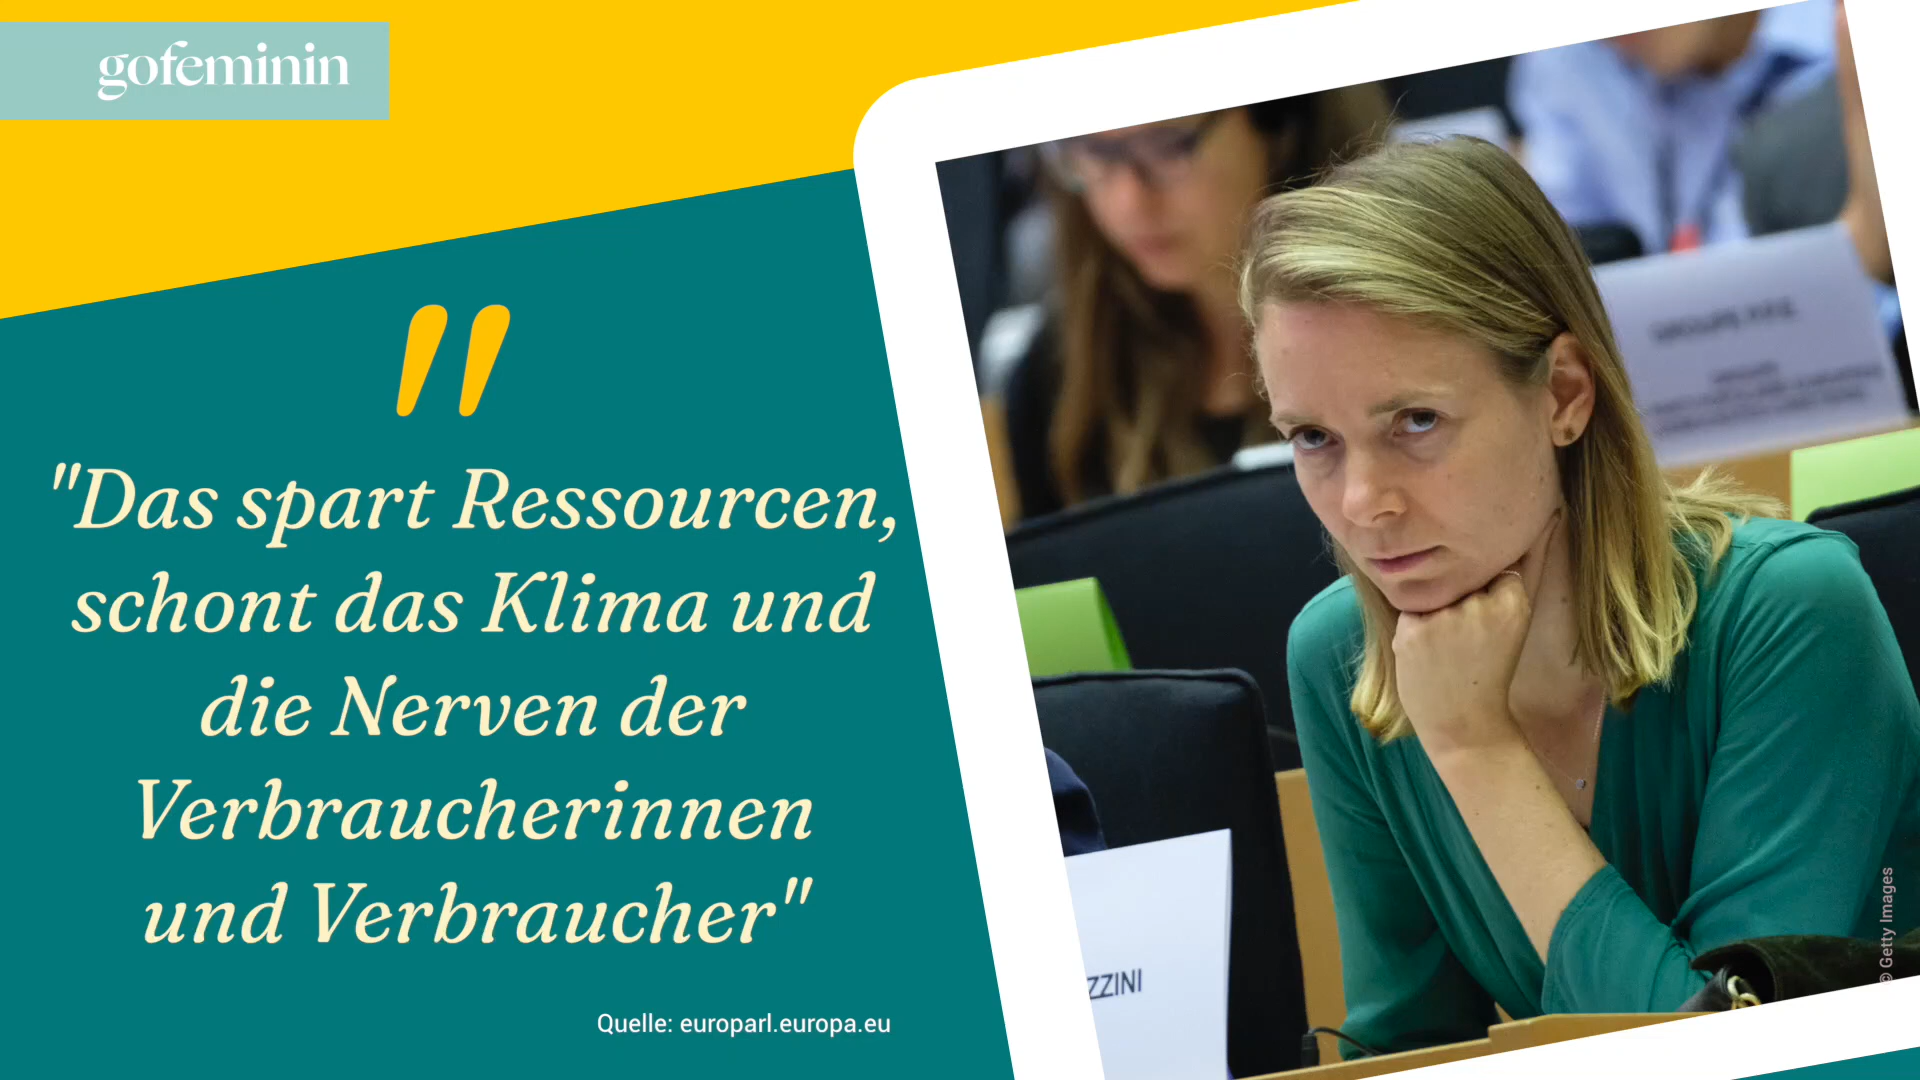 gofeminin
"Das spart Ressourcen,
schont das Klima und
die Nerven der
Verbraucherinnen
und Verbraucher"
Quelle: europarl.europa.eu
ZZINI
© Getty Images